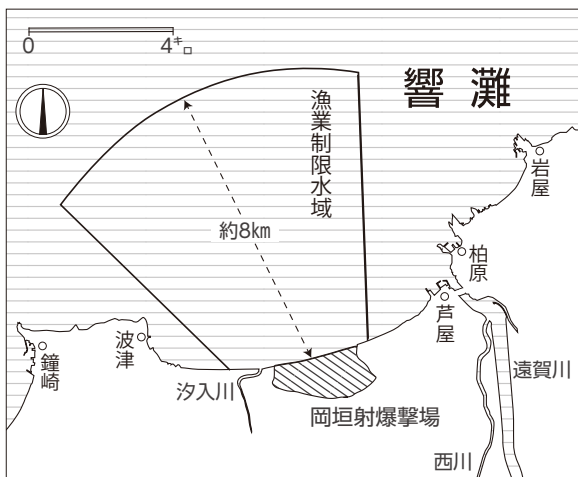 0
4㌔
響灘
漁業制限水域
岩屋
約8km
柏原
芦屋
波津
鐘崎
汐入川
遠賀川
岡垣射爆撃場
西川